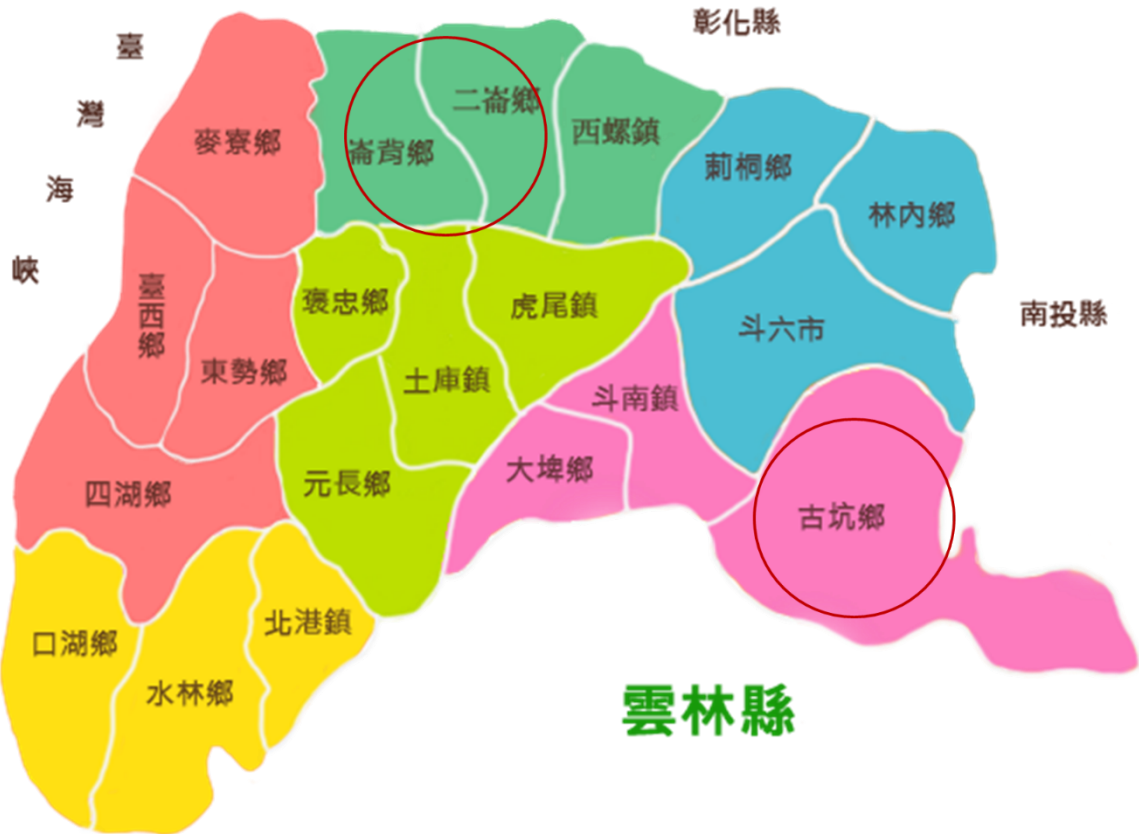 彰化縣
臺灣海峽
麥寮鄉
崙背鄉
二崙鄉
西螺鎮
莿桐鄉
林內鄉
臺西鄉
東勢鄉
褒忠鄉
土庫鎮
虎尾鎮
斗六市
南投縣
斗南鎮
四湖鄉
元長鄉
大埤鄉
古坑鄉
口湖鄉
水林鄉
北港鎮
雲林縣